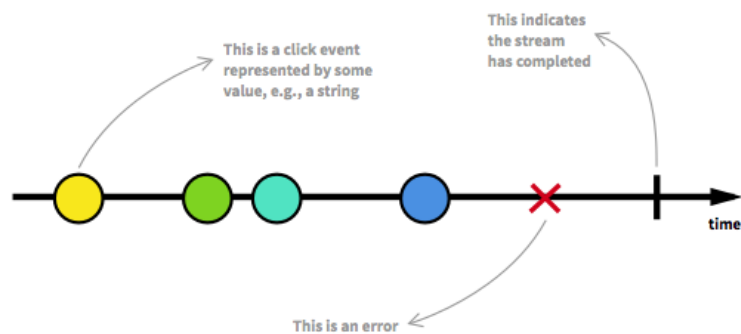 This is a click event
represented by some
value, e.g., a string
This indicates
the stream
has completed
time
This is an error